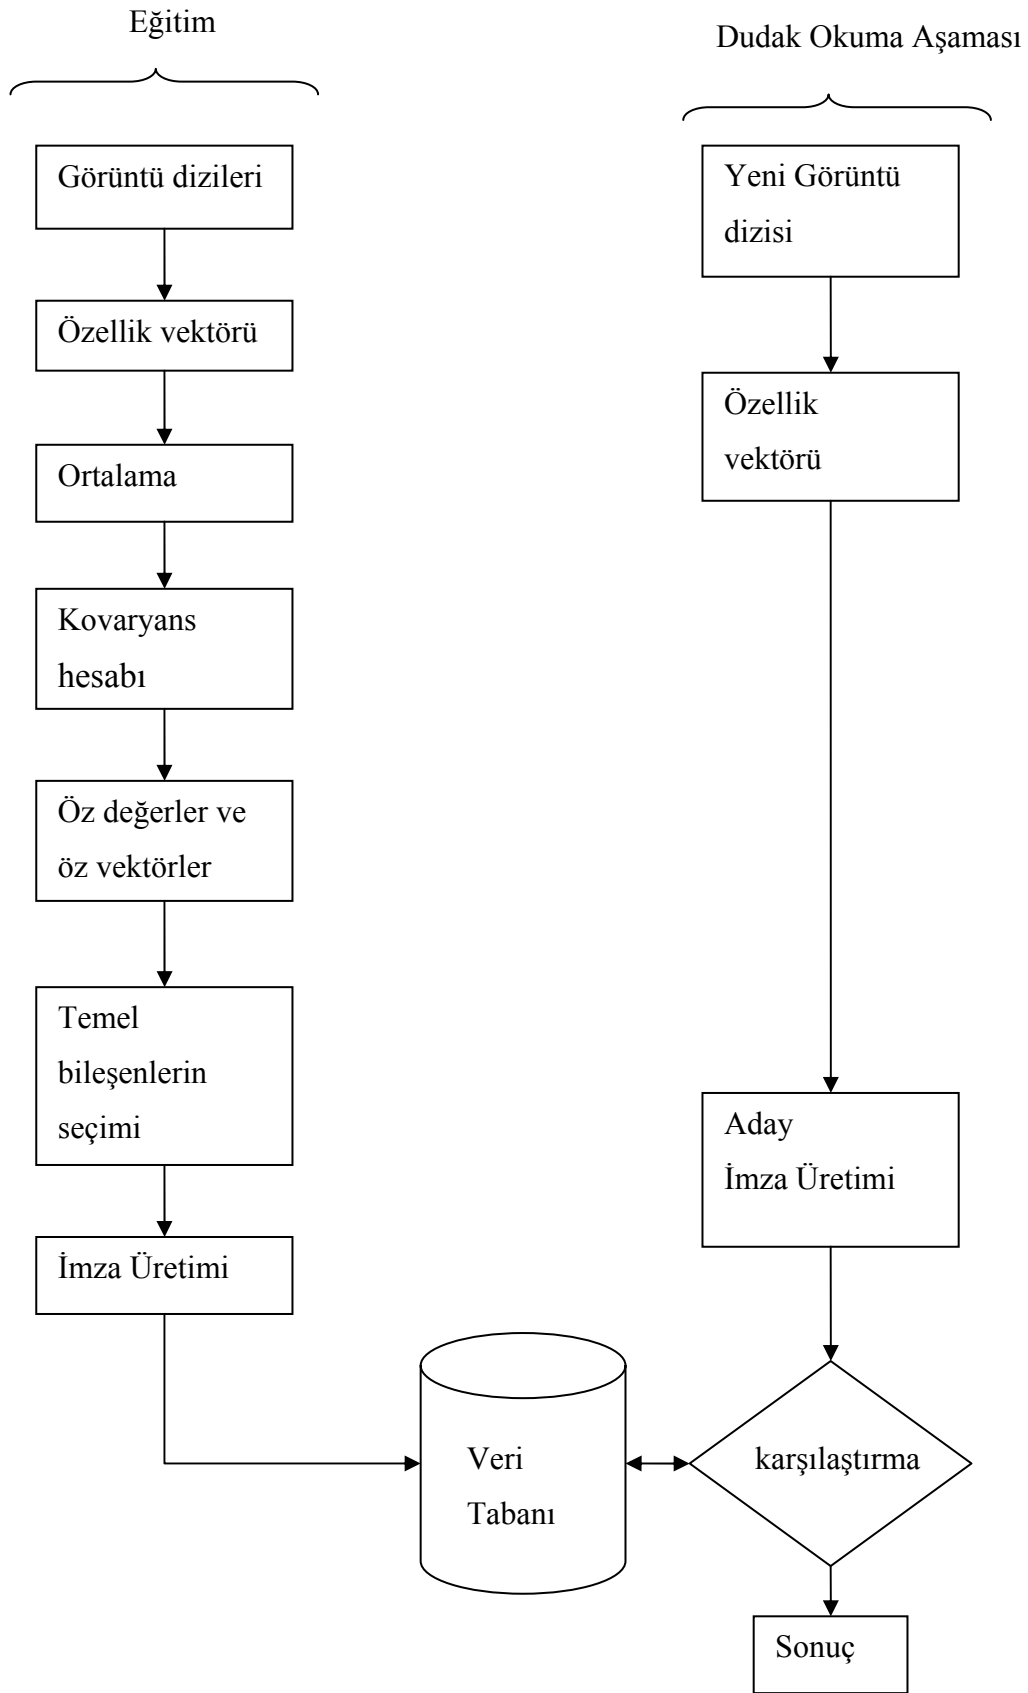 Eğitim
Görüntü dizileri
Özellik vektörü
Ortalama
Kovaryans
hesabı
Öz değerler ve
öz vektörler
Temel
bileşenlerin
seçimi
İmza Üretimi
Veri
Tabanı
Dudak Okuma Aşaması
Yeni Görüntü
dizisi
Özellik
vektörü
Aday
İmza Üretimi
karşılaştırma
Sonuç